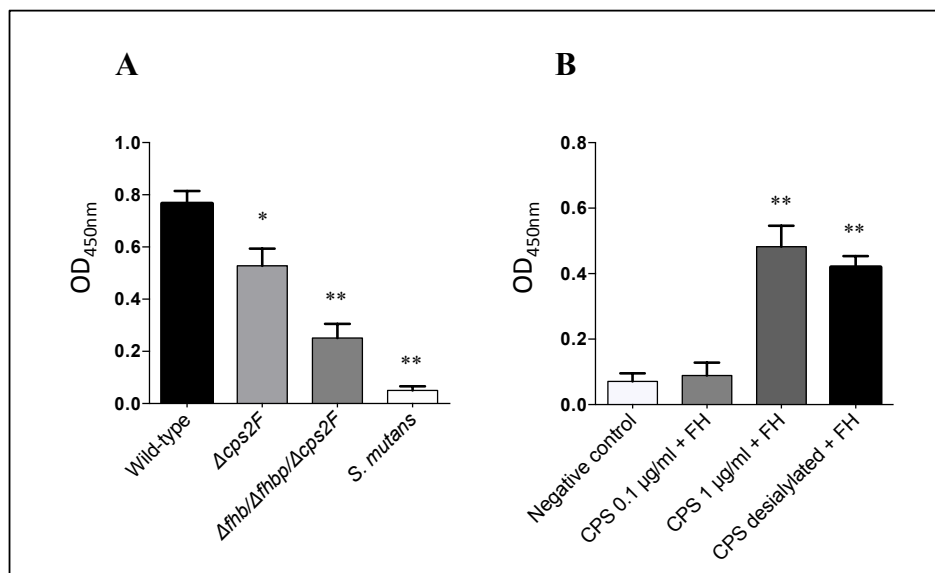 A
OD450nm
1.0
0.8
0.6
0.4
0.2
0.0
*
**
**
Wild-type
Δcps2F
Δfhb/Δfhbp/Δcps2F
S. mutans
B
OD450nm
0.8
0.6
0.4
0.2
0.0
**
**
Negative control
CPS 0.1 µg/ml + FH
CPS 1 µg/ml + FH
CPS desialylated + FH